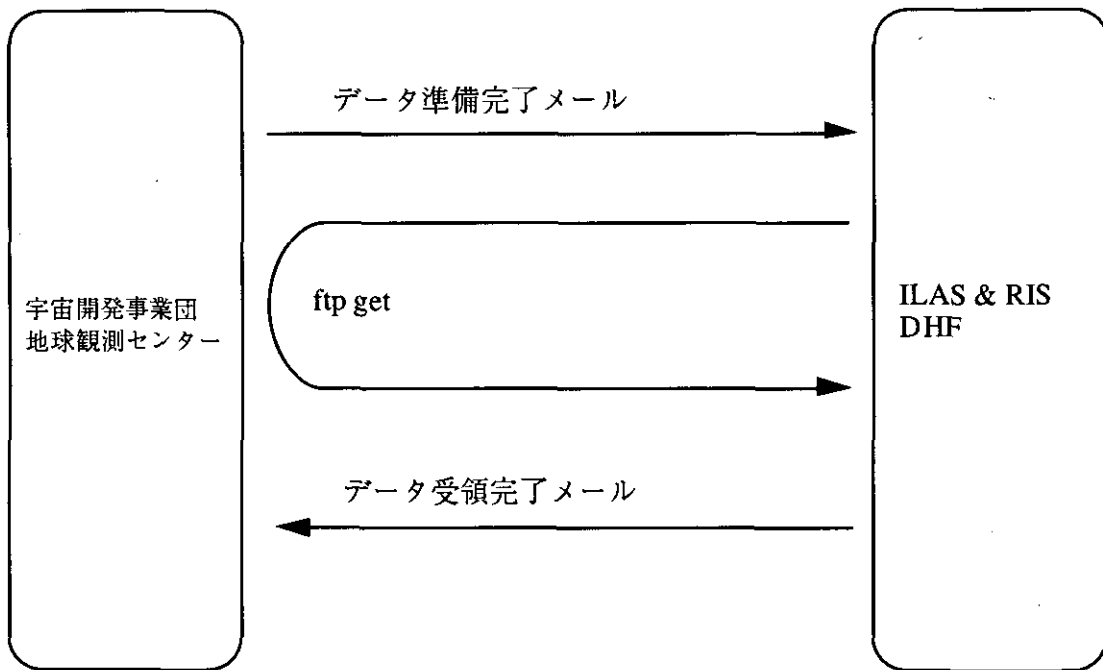 データ準備完了メール
ftp get
宇宙開発事業団
地球観測センター
ILAS & RIS
DHF
データ受領完了メール